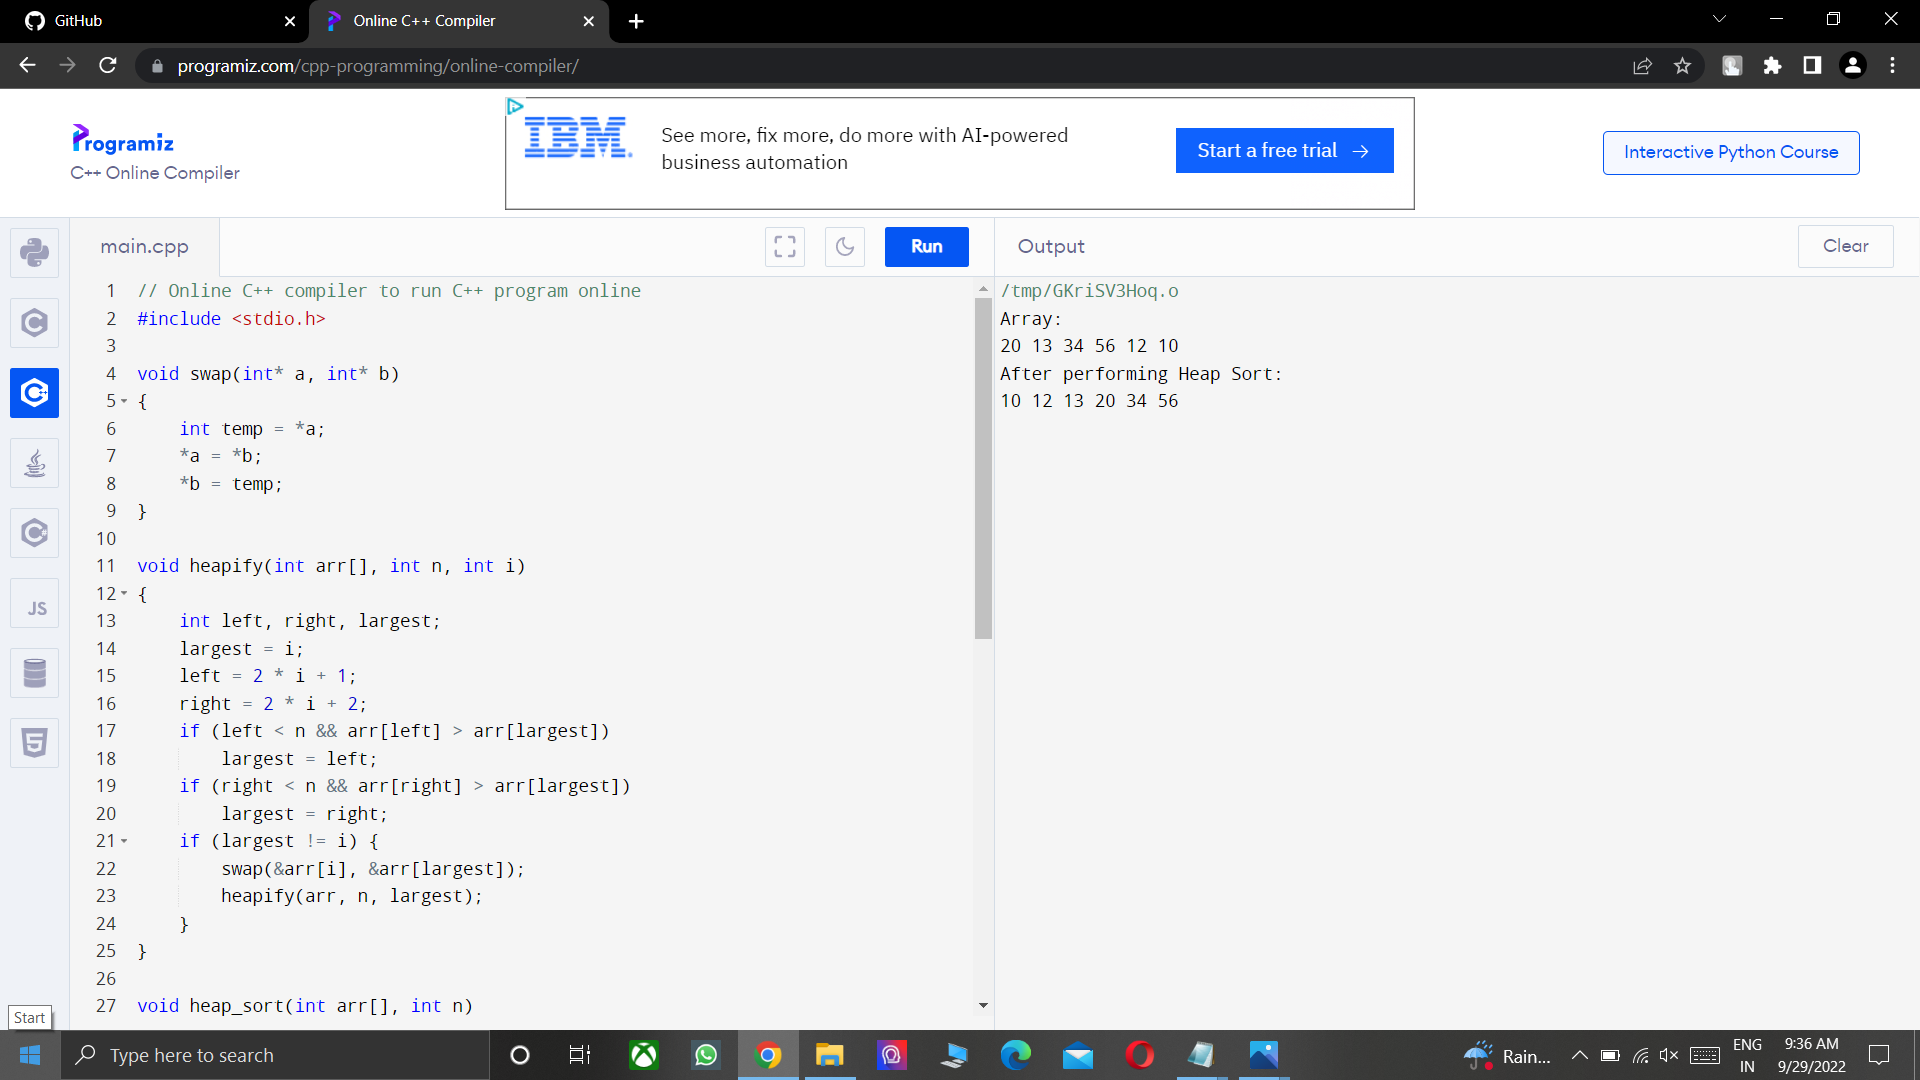 GitHub
Online C++ Compiler
programiz.com/cpp-programming/online-compiler/
Programiz
C++ Online Compiler
IBM.
See more, fix more, do more with AI-powered
business automation
Start a free trial →
Interactive Python Course
main.cpp
Run
Output
Clear
1 // Online C++ compiler to run C++ program online
2 #include <stdio.h>
3
4 void swap(int* a, int* b)
5 {
6     int temp = *a;
7     *a = *b;
8     *b = temp;
9 }
10
11 void heapify(int arr[], int n, int i)
12 {
13     int left, right, largest;
14     largest = i;
15     left = 2 * i + 1;
16     right = 2 * i + 2;
17     if (left < n && arr[left] > arr[largest])
18         largest = left;
19     if (right < n && arr[right] > arr[largest])
20         largest = right;
21     if (largest != i) {
22         swap(&arr[i], &arr[largest]);
23         heapify(arr, n, largest);
24     }
25 }
26
27 void heap_sort(int arr[], int n)
/tmp/GKriSV3Hoq.o
Array:
20 13 34 56 12 10
After performing Heap Sort:
10 12 13 20 34 56
JS
Start
Type here to search
Rain...
ENG
IN
9:36 AM
9/29/2022